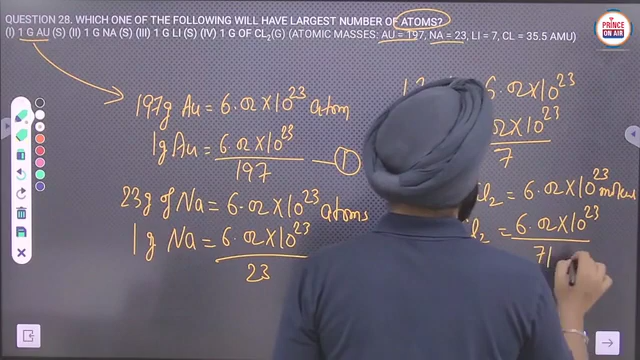 QUESTION 28. WHICH ONE OF THE FOLLOWING WILL HAVE LARGEST NUMBER OF ATOMS?
(I) 1 G AU (S) (II) 1 G NA (S) (III) 1 G LI (S) (IV) 1 G OF CL2(G) (ATOMIC MASSES: AU = 197, NA = 23, LI = 7, CL = 35.5 AMU)
PRINCE
ON AIR
197g Au = 6.02 X 10^23 atom
1g Au = 6.02 X 10^23 / 197 — 1
23g of Na = 6.02 X 10^23 atoms
1g Na = 6.02 X 10^23 / 23
6.02 X 10^23
02 X 10^23 / 7
Cl2 = 6.02 X 10^23
l2 = 6.02 X 10^23 / 71